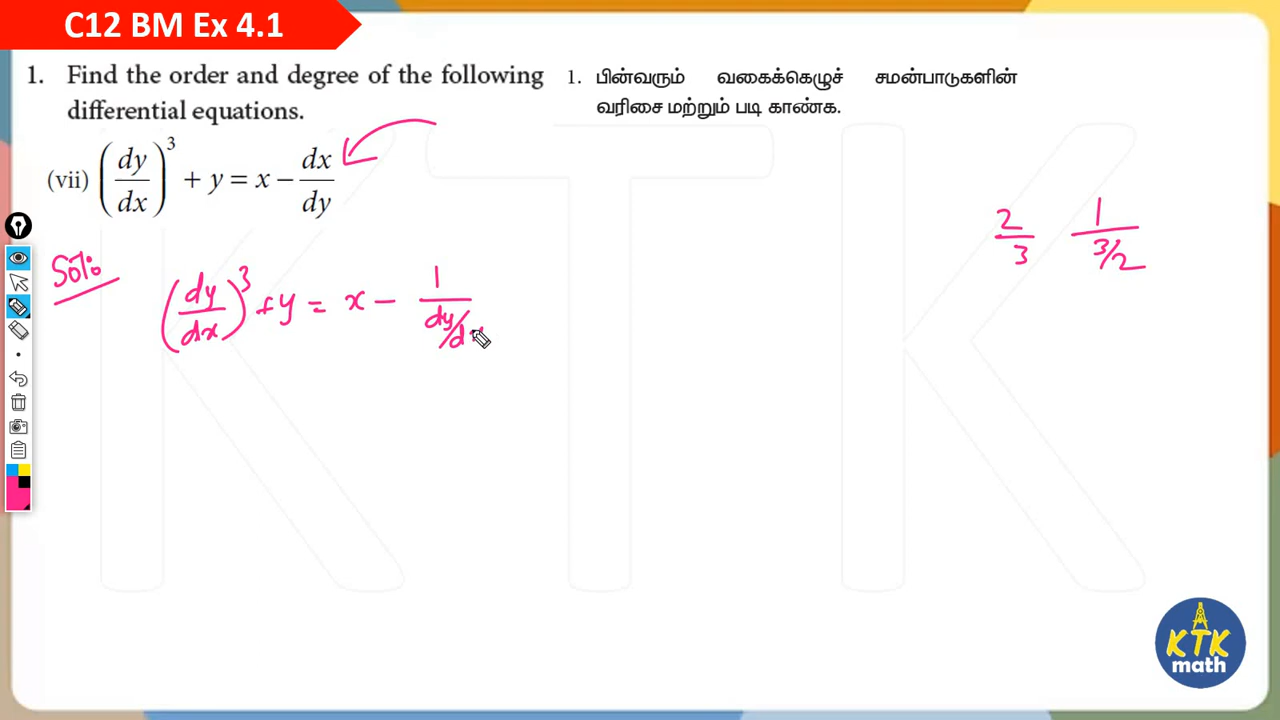 C12 BM Ex 4.1
1. Find the order and degree of the following
differential equations.
1. பின்வரும் வகைக்கெழுச் சமன்பாடுகளின்
வரிசை மற்றும் படி காண்க.
(vii) (dy/dx)³ + y = x − dx/dy
2/3 1/(3/2)
Soln
(dy/dx)³ + y = x − 1/(dy/dx
KTK
math